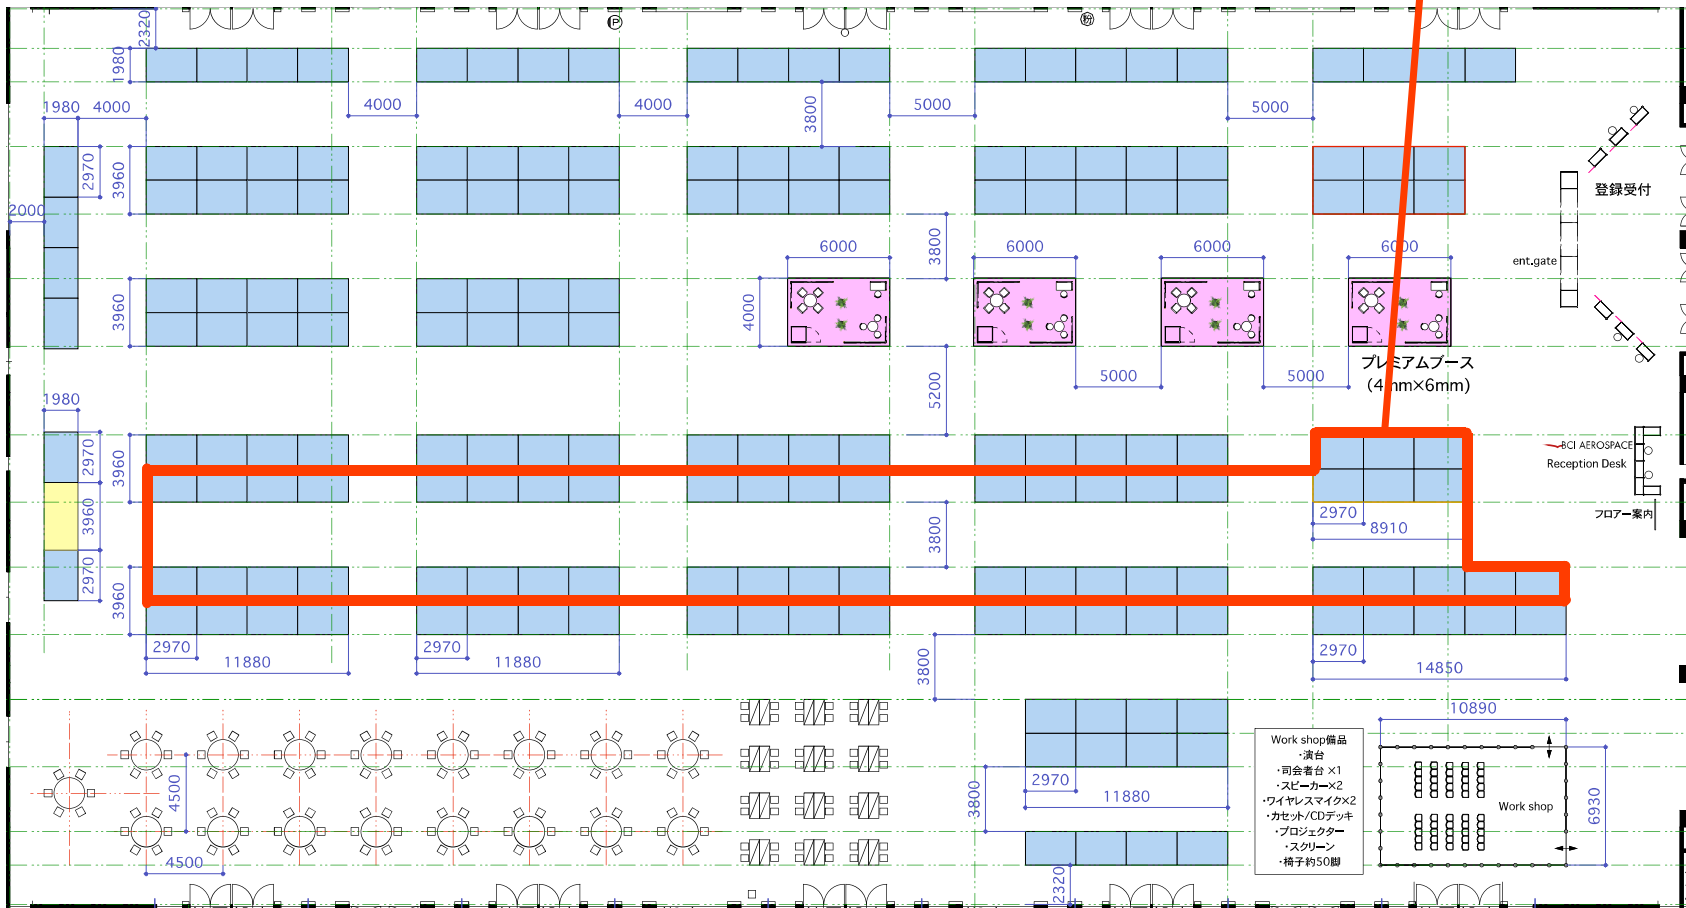 2320
P
粉
1980
1980
4000
4000
4000
3800
5000
5000
2970
3960
2000
登録受付
3800
6000
6000
6000
6000
ent.gate
3960
4000
プレミアムブース
5000
5000
5200
1980
2970
3960
3960
2970
3960
BCI AEROSPACE
Reception Desk
フロアー案内
3800
2970
8910
2970
11880
2970
11880
3800
2970
14850
10890
4500
4500
2970
11880
3800
2320
Work shop備品
・演台
・司会者台×1
・スピーカー×2
・ワイヤレスマイク×2
・カセット/CDデッキ
・プロジェクター
・スクリーン
・椅子約50脚
Work shop
6930